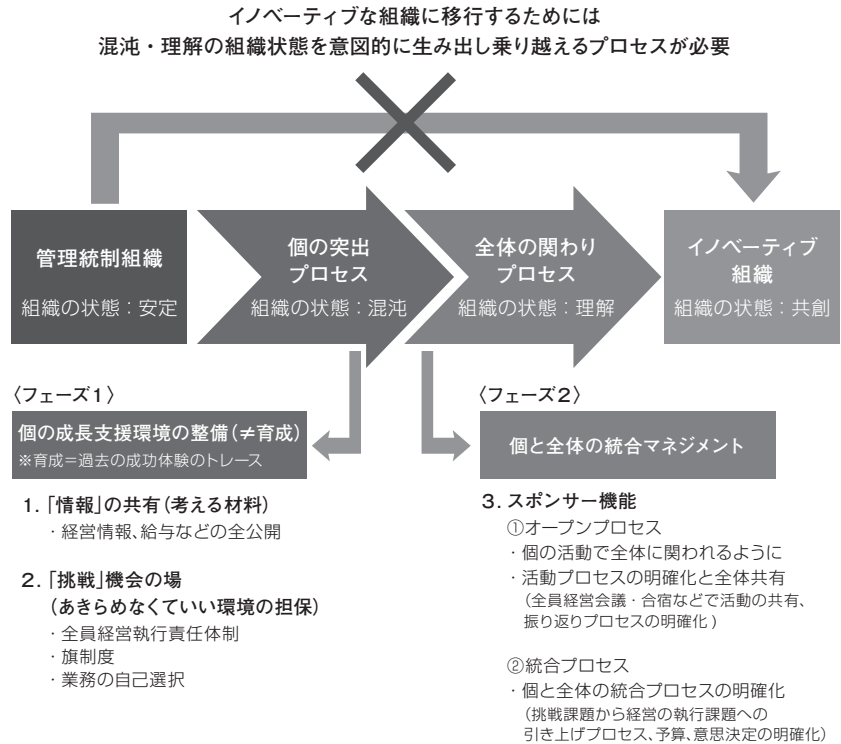 イノベーティブな組織に移行するためには
混沌・理解の組織状態を意図的に生み出し乗り越えるプロセスが必要
管理統制組織
組織の状態：安定
個の突出
プロセス
組織の状態：混沌
全体の関わり
プロセス
組織の状態：理解
イノベーティブ
組織
組織の状態：共創
〈フェーズ1〉
個の成長支援環境の整備（≠育成）
※育成＝過去の成功体験のトレース
1.「情報」の共有（考える材料）
・経営情報、給与などの全公開
2.「挑戦」機会の場
（あきらめなくていい環境の担保）
・全員経営執行責任体制
・旗制度
・業務の自己選択
〈フェーズ2〉
個と全体の統合マネジメント
3. スポンサー機能
①オープンプロセス
・個の活動で全体に関われるように
・活動プロセスの明確化と全体共有
（全員経営会議・合宿などで活動の共有、
振り返りプロセスの明確化）
②統合プロセス
・個と全体の統合プロセスの明確化
（挑戦課題から経営の執行課題への
引き上げプロセス、予算、意思決定の明確化）